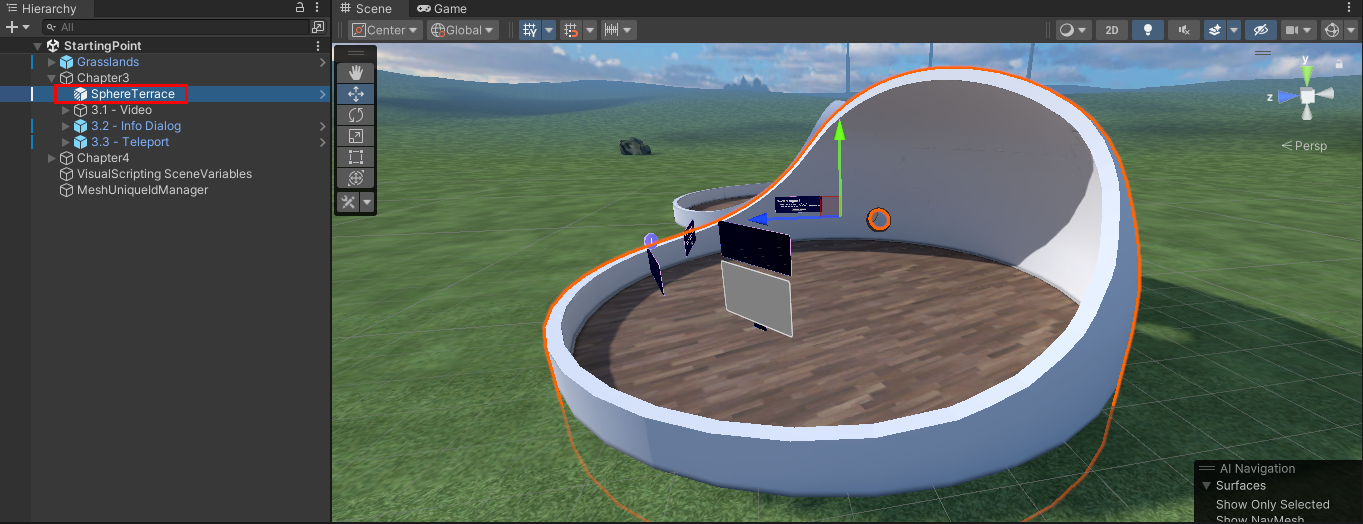 Hierarchy
Scene
Game
All
Center
Global
2D
StartingPoint
Grasslands
Chapter3
SphereTerrace
3.1 - Video
3.2 - Info Dialog
3.3 - Teleport
Chapter4
VisualScripting SceneVariables
MeshUniqueIdManager
y
z
Persp
AI Navigation
Surfaces
Show Only Selected
Show NavMesh